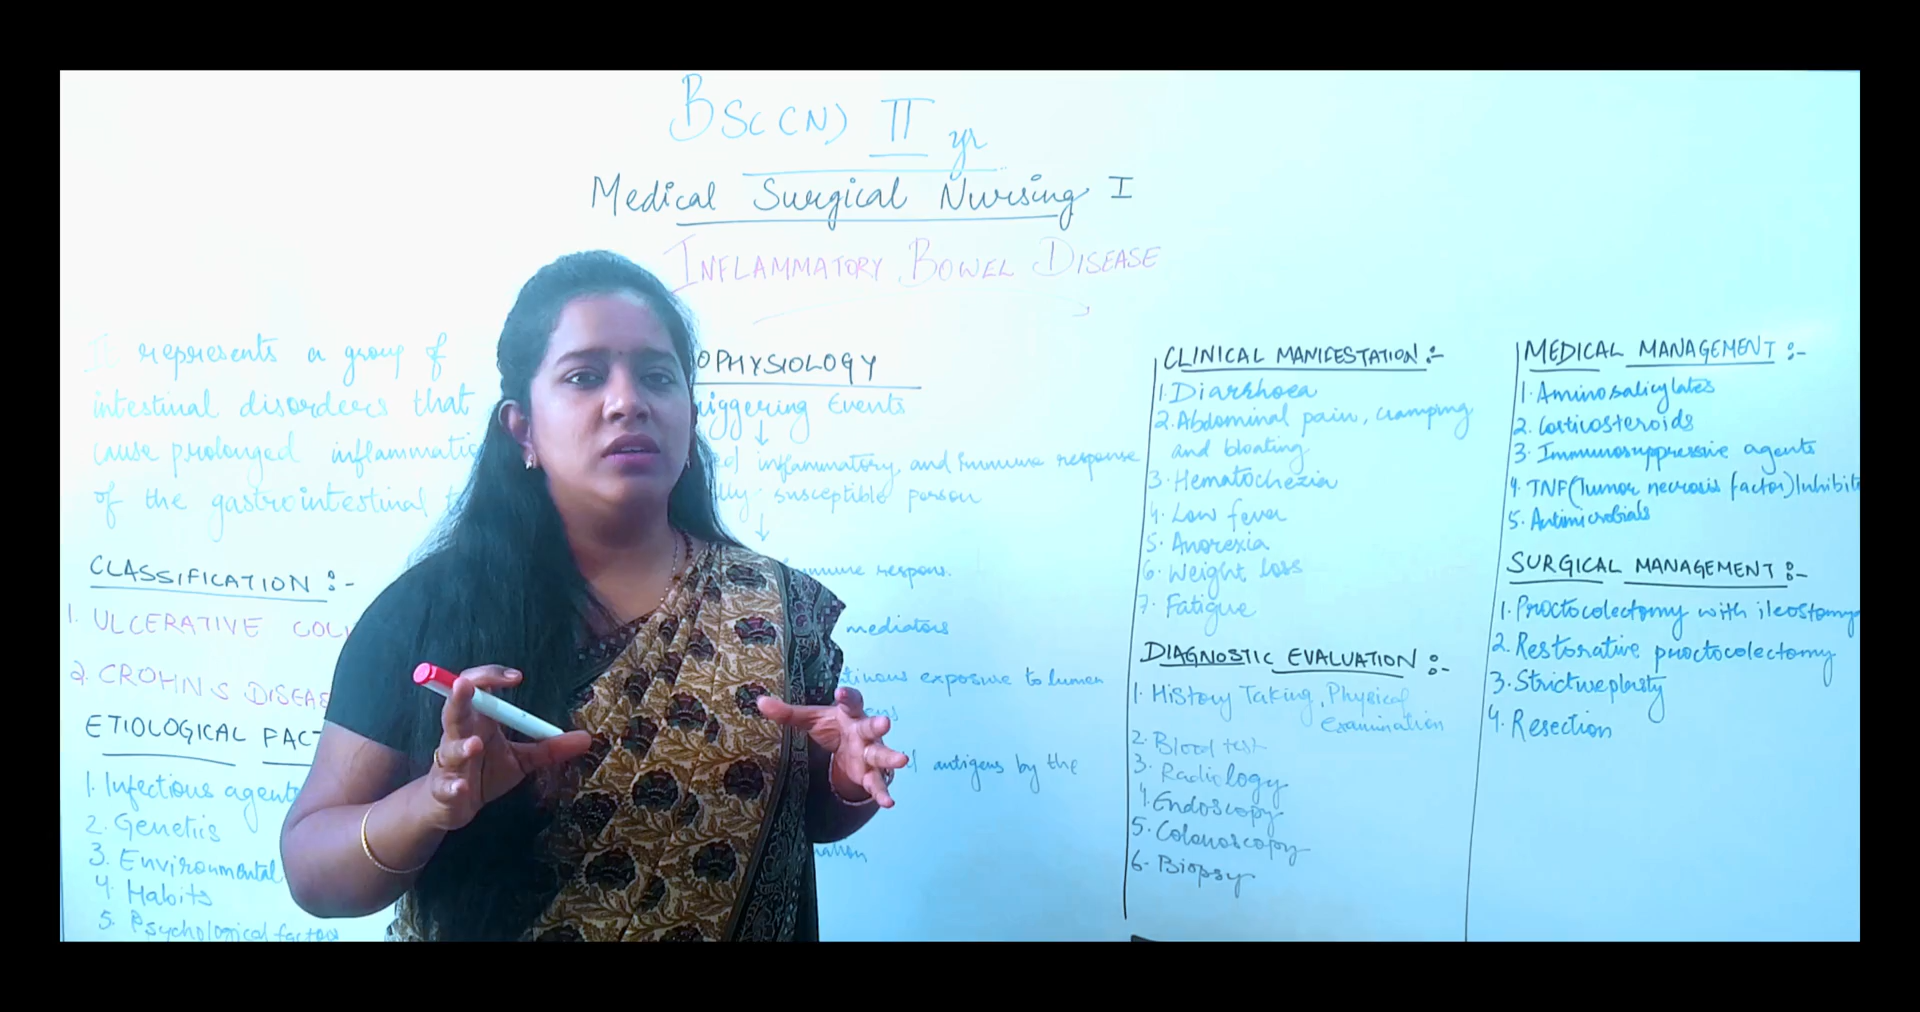 BSc(N) II yr
Medical Surgical Nursing I
INFLAMMATORY BOWEL DISEASE
It represents a group of
intestinal disorders that
cause prolonged
of the gastrointestinal
CLASSIFICATION :-
1. ULCERATIVE
2. CROHN'S
ETIOLOGICAL
1. Infectious agents
2. Genetiis
3. Environmental
4. Habits
5. Psychological factors
OPHYSIOLOGY
iggering Events
inflammatory, and immune response
susceptible person
mmune respons.
mediators
exposure to lumen
antigens by the
CLINICAL MANIFESTATION :-
1. Diarrhoea
2. Abdominal pain, cramping
and bloating
3. Hematochezia
4. Low fever
5. Anorexia
6. Weight loss
7. Fatigue
DIAGNOSTIC EVALUATION :-
1. History Taking, Physical
Examination
2. Blood test
3. Radiology
4. Endoscopy
5. Colonoscopy
6. Biopsy
MEDICAL MANAGEMENT :-
1. Aminosalicylates
2. Corticosteroids
3. Immunosuppressive agents
4. TNF (Tumor necrosis factor) Inhibit
5. Antimicrobials
SURGICAL MANAGEMENT :-
1. Proctocolectomy with ileostomy
2. Restorative proctocolectomy
3. Strictureplasty
4. Resection